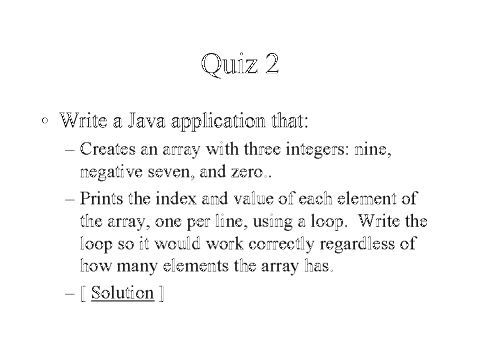 Quiz 2
◦ Write a Java application that:
– Creates an array with three integers: nine,
negative seven, and zero..
– Prints the index and value of each element of
the array, one per line, using a loop.  Write the
loop so it would work correctly regardless of
how many elements the array has.
– [ Solution ]